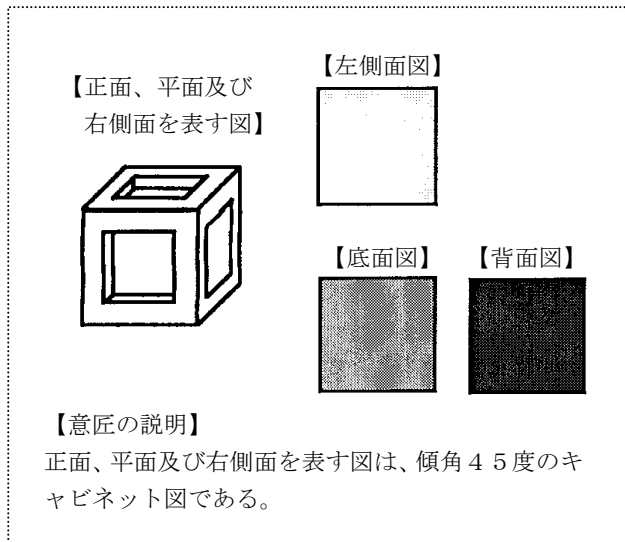 【正面、平面及び
右側面を表す図】
【左側面図】
【底面図】
【背面図】
【意匠の説明】
正面、平面及び右側面を表す図は、傾角４５度のキ
ャビネット図である。